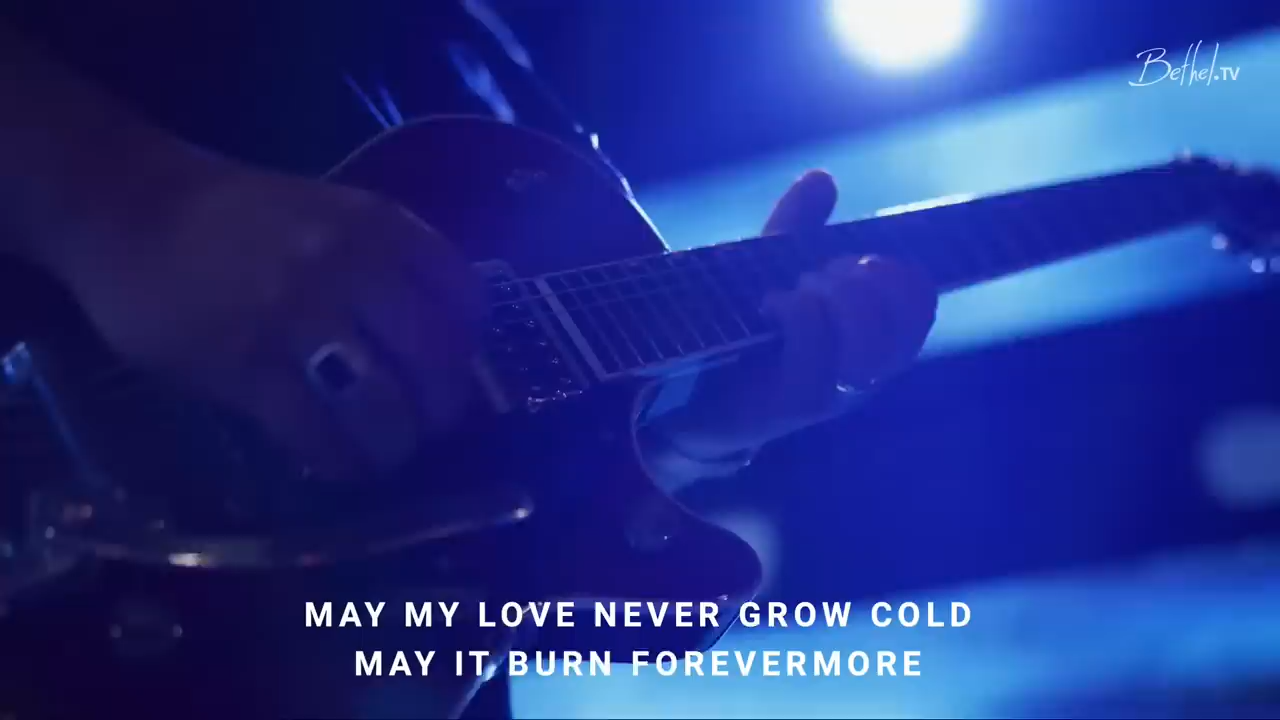 Bethel.TV
MAY MY LOVE NEVER GROW COLD
MAY IT BURN FOREVERMORE